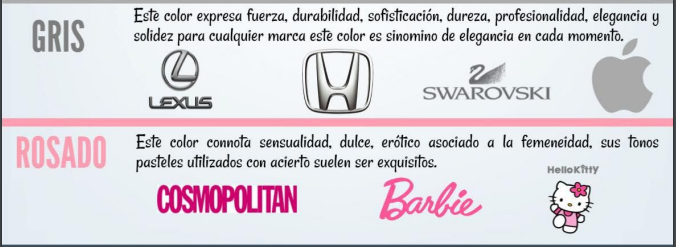 GRIS
Este color expresa fuerza, durabilidad, sofisticación, dureza, profesionalidad, elegancia y
solidez para cualquier marca este color es sinomino de elegancia en cada momento.
LEXUS
SWAROVSKI
ROSADO
Este color connota sensualidad, dulce, erótico asociado a la femeneidad, sus tonos
pasteles utilizados con acierto suelen ser exquisitos.
COSMOPOLITAN
Barbie
HelloKitty